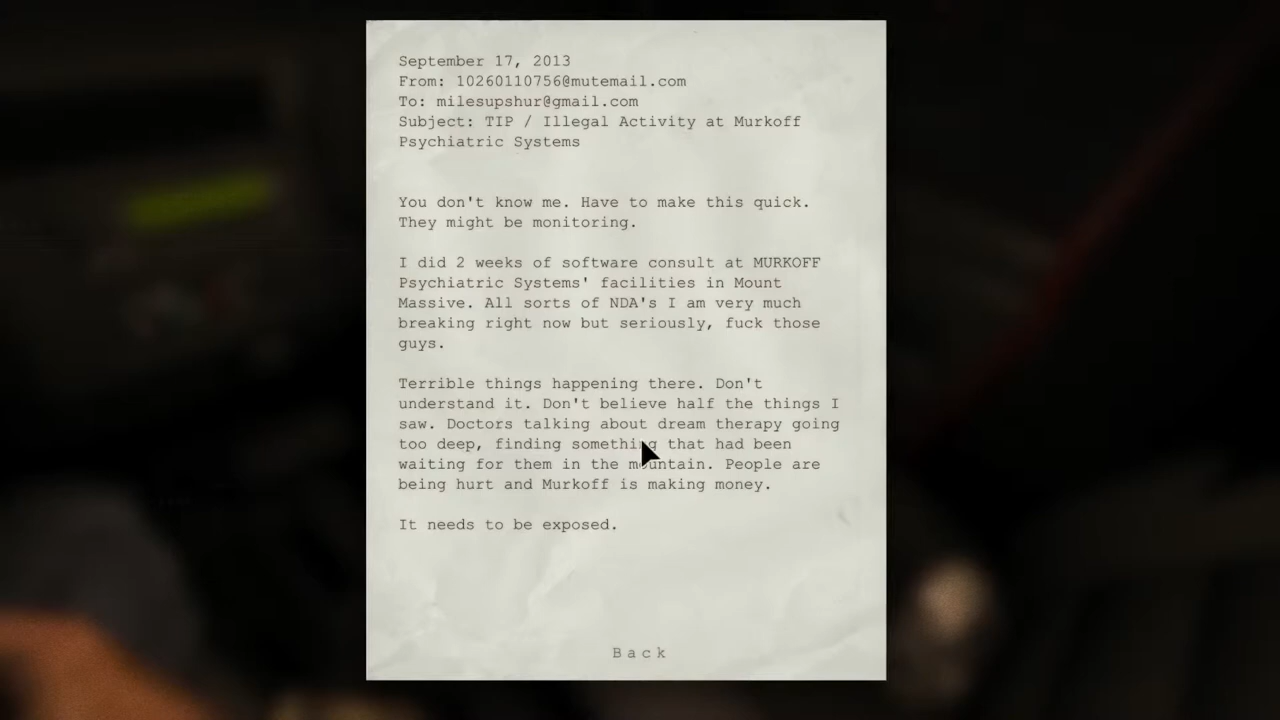 September 17, 2013
From: 10260110756@mutemail.com
To: milesupshur@gmail.com
Subject: TIP / Illegal Activity at Murkoff
Psychiatric Systems
You don't know me. Have to make this quick.
They might be monitoring.
I did 2 weeks of software consult at MURKOFF
Psychiatric Systems' facilities in Mount
Massive. All sorts of NDA's I am very much
breaking right now but seriously, fuck those
guys.
Terrible things happening there. Don't
understand it. Don't believe half the things I
saw. Doctors talking about dream therapy going
too deep, finding something that had been
waiting for them in the mountain. People are
being hurt and Murkoff is making money.
It needs to be exposed.
Back